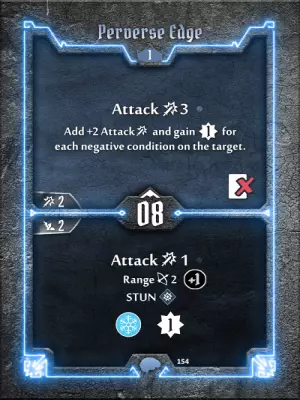 Perverse Edge
1
Attack 3
Add +2 Attack and gain 1 for
each negative condition on the target.
2
08
2
Attack 1
Range 2 +1
STUN
1
154